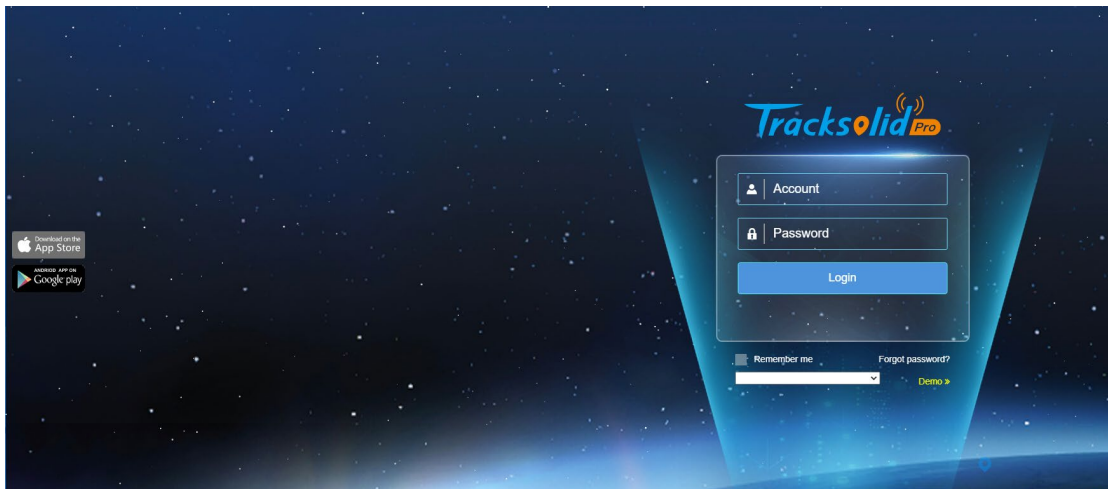 Tracksolid Pro
Account
Password
Login
Remember me
Forgot password?
Demo »
Download on the
App Store
ANDROID APP ON
Google play